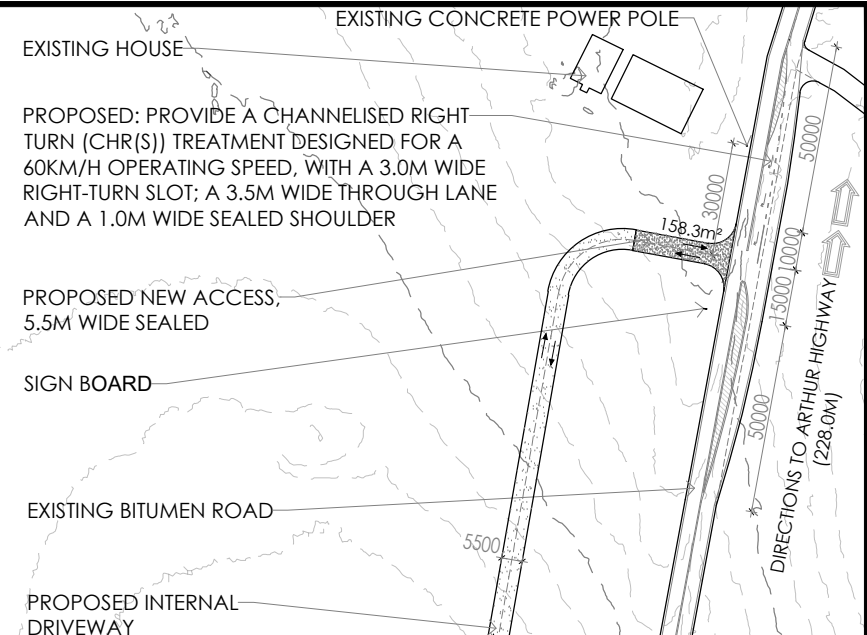 EXISTING CONCRETE POWER POLE
EXISTING HOUSE
PROPOSED: PROVIDE A CHANNELISED RIGHT
TURN (CHR(S)) TREATMENT DESIGNED FOR A
60KM/H OPERATING SPEED, WITH A 3.0M WIDE
RIGHT-TURN SLOT; A 3.5M WIDE THROUGH LANE
AND A 1.0M WIDE SEALED SHOULDER
50000
30000
158.3m²
10000
15000
PROPOSED NEW ACCESS,
5.5M WIDE SEALED
SIGN BOARD
50000
DIRECTIONS TO ARTHUR HIGHWAY
(228.0M)
EXISTING BITUMEN ROAD
5500
PROPOSED INTERNAL
DRIVEWAY